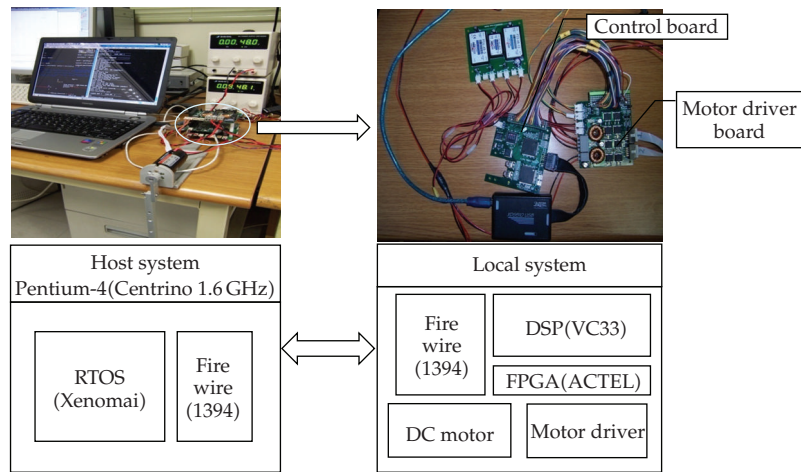 Control board
Motor driver
board
Host system
Pentium-4(Centrino 1.6 GHz)
RTOS
(Xenomai)
Fire
wire
(1394)
Local system
Fire
wire
(1394)
DSP(VC33)
FPGA(ACTEL)
DC motor
Motor driver